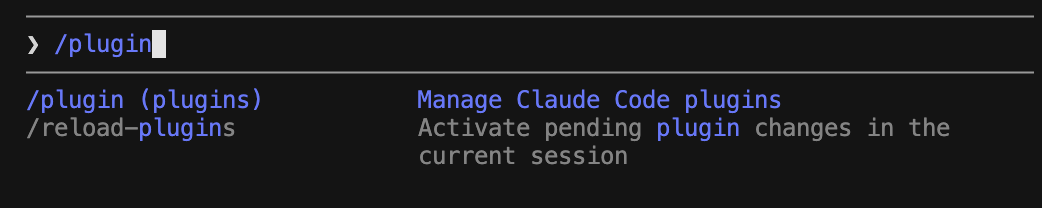 ❯ /plugin
/plugin (plugins) Manage Claude Code plugins
/reload-plugins Activate pending plugin changes in the
current session